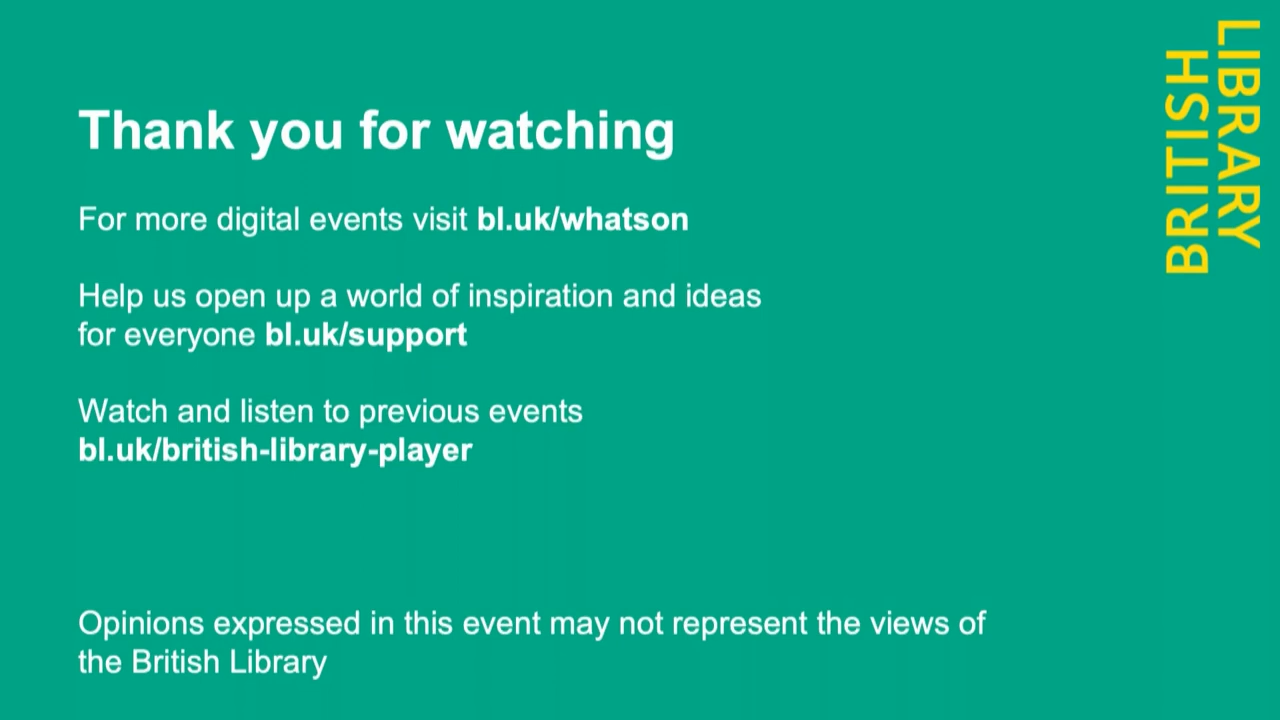 Thank you for watching
For more digital events visit bl.uk/whatson
Help us open up a world of inspiration and ideas
for everyone bl.uk/support
Watch and listen to previous events
bl.uk/british-library-player
Opinions expressed in this event may not represent the views of
the British Library
BRITISH
LIBRARY